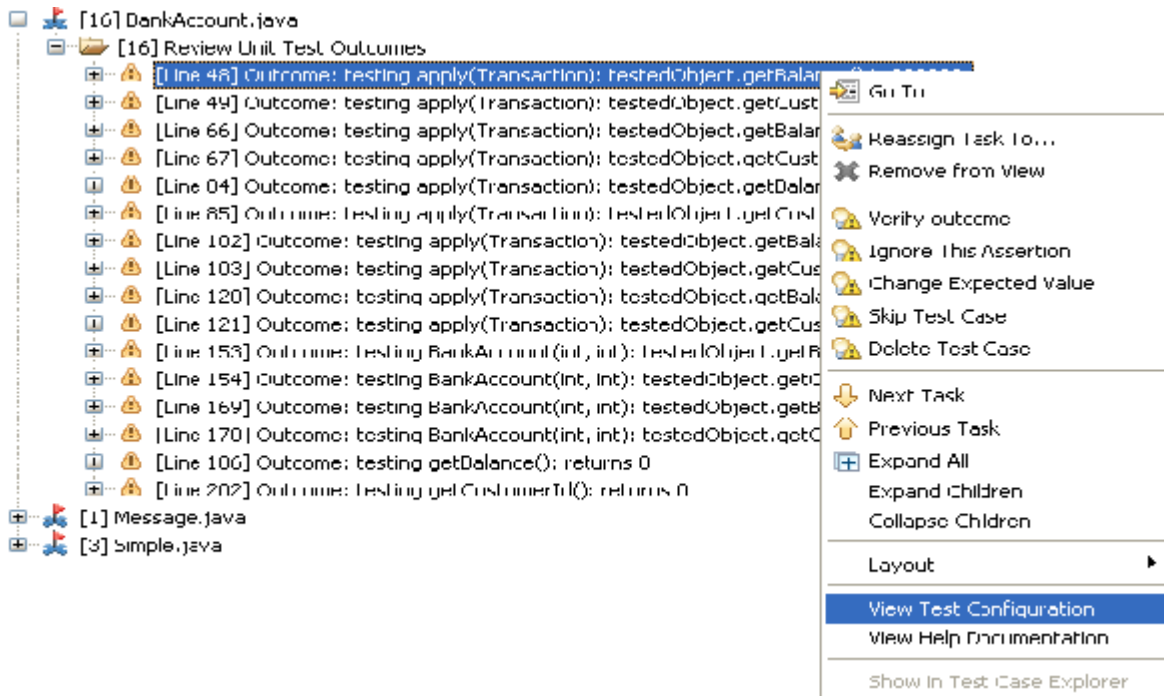 [16] BankAccount.java
[16] Review Unit Test Outcomes
[Line 48] Outcome: testing apply(Transaction): testedObject.getBalance() is
[Line 49] Outcome: testing apply(Transaction): testedObject.getCust
[Line 66] Outcome: testing apply(Transaction): testedObject.getBalan
[Line 67] Outcome: testing apply(Transaction): testedObject.getCust
[Line 84] Outcome: testing apply(Transaction): testedObject.getBalan
[Line 85] Outcome: testing apply(Transaction): testedObject.getCust
[Line 102] Outcome: testing apply(Transaction): testedObject.getBala
[Line 103] Outcome: testing apply(Transaction): testedObject.getCus
[Line 120] Outcome: testing apply(Transaction): testedObject.getBala
[Line 121] Outcome: testing apply(Transaction): testedObject.getCus
[Line 153] Outcome: testing BankAccount(int, int): testedObject.getB
[Line 154] Outcome: testing BankAccount(int, int): testedObject.getC
[Line 169] Outcome: testing BankAccount(int, int): testedObject.getB
[Line 170] Outcome: testing BankAccount(int, int): testedObject.getC
[Line 186] Outcome: testing getBalance(): returns 0
[Line 202] Outcome: testing getCustomerId(): returns 0
[1] Message.java
[3] Simple.java
Go To
Reassign Task To...
Remove from View
Verify outcome
Ignore This Assertion
Change Expected Value
Skip Test Case
Delete Test Case
Next Task
Previous Task
Expand All
Expand Children
Collapse Children
Layout
View Test Configuration
View Help Documentation
Show In Test Case Explorer